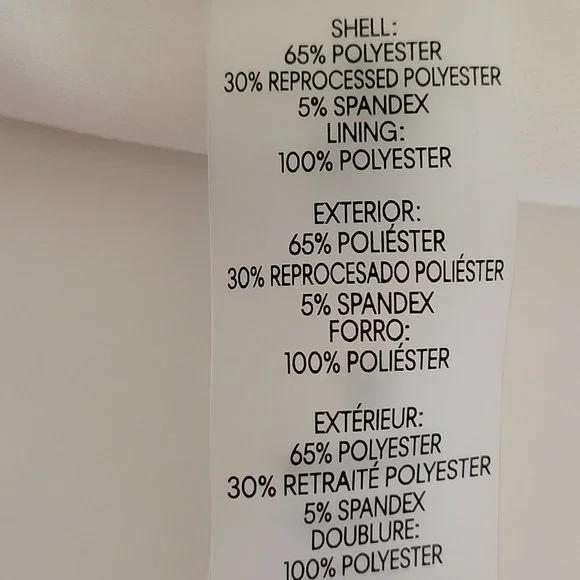 SHELL:
65% POLYESTER
30% REPROCESSED POLYESTER
5% SPANDEX
LINING:
100% POLYESTER
EXTERIOR:
65% POLIÉSTER
30% REPROCESADO POLIÉSTER
5% SPANDEX
FORRO:
100% POLIÉSTER
EXTÉRIEUR:
65% POLYESTER
30% RETRAITÉ POLYESTER
5% SPANDEX
DOUBLURE:
100% POLYESTER